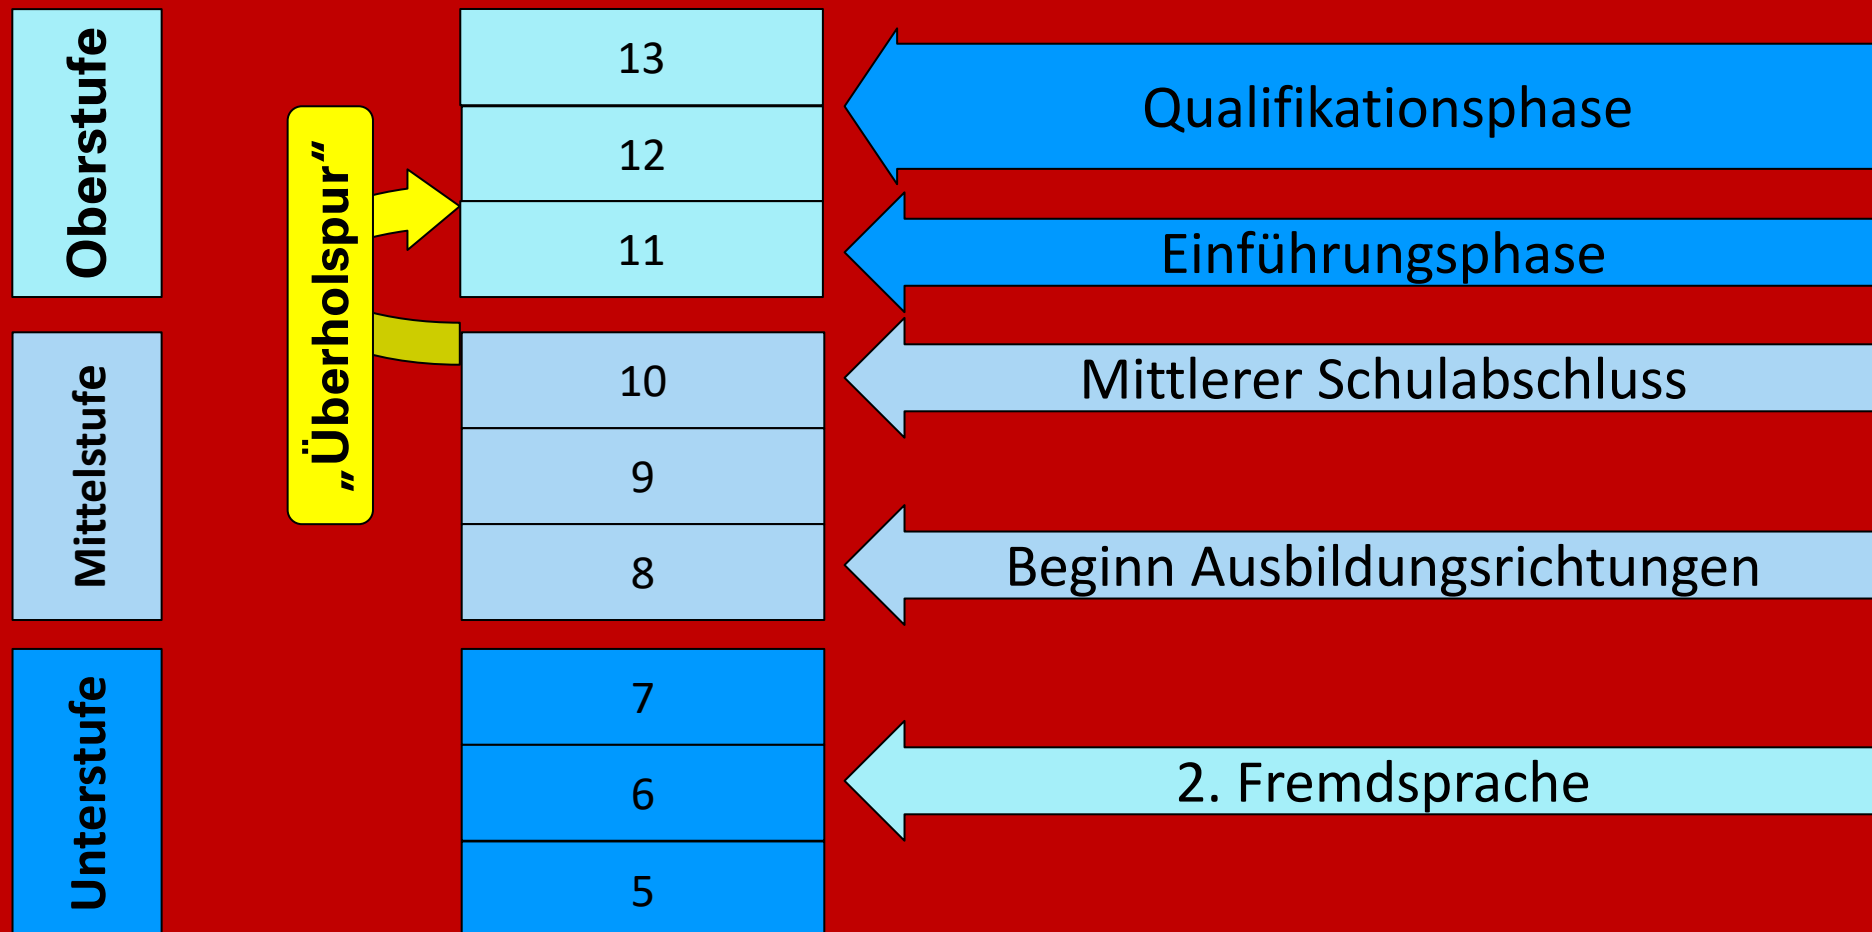 Oberstufe
„Überholspur“
13
12
11
Qualifikationsphase
Einführungsphase
Mittelstufe
10
9
8
Mittlerer Schulabschluss
Beginn Ausbildungsrichtungen
Unterstufe
7
6
5
2. Fremdsprache